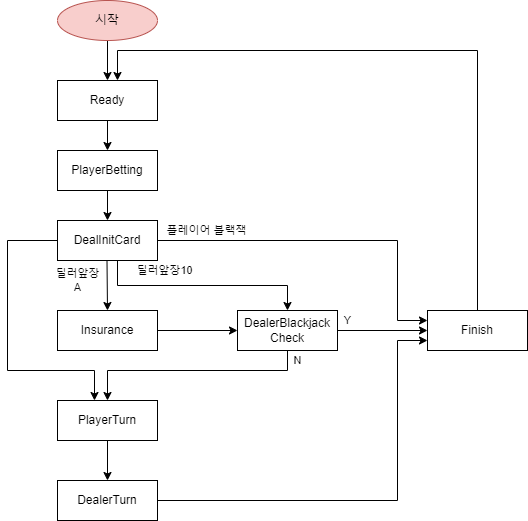 시작
Ready
PlayerBetting
DealInitCard
플레이어 블랙잭
딜러앞장
A
딜러앞장10
Insurance
DealerBlackjack
Check
Y
Finish
N
PlayerTurn
DealerTurn